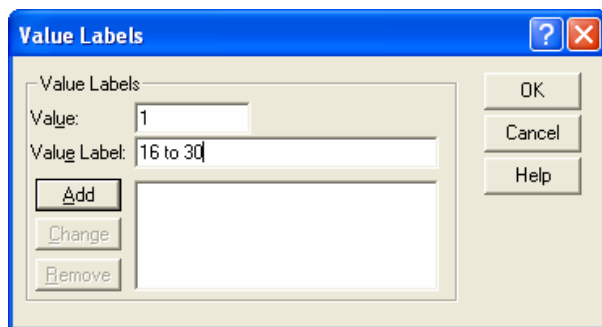 Value Labels
Value Labels
Value: 1
Value Label: 16 to 30
Add
Change
Remove
OK
Cancel
Help